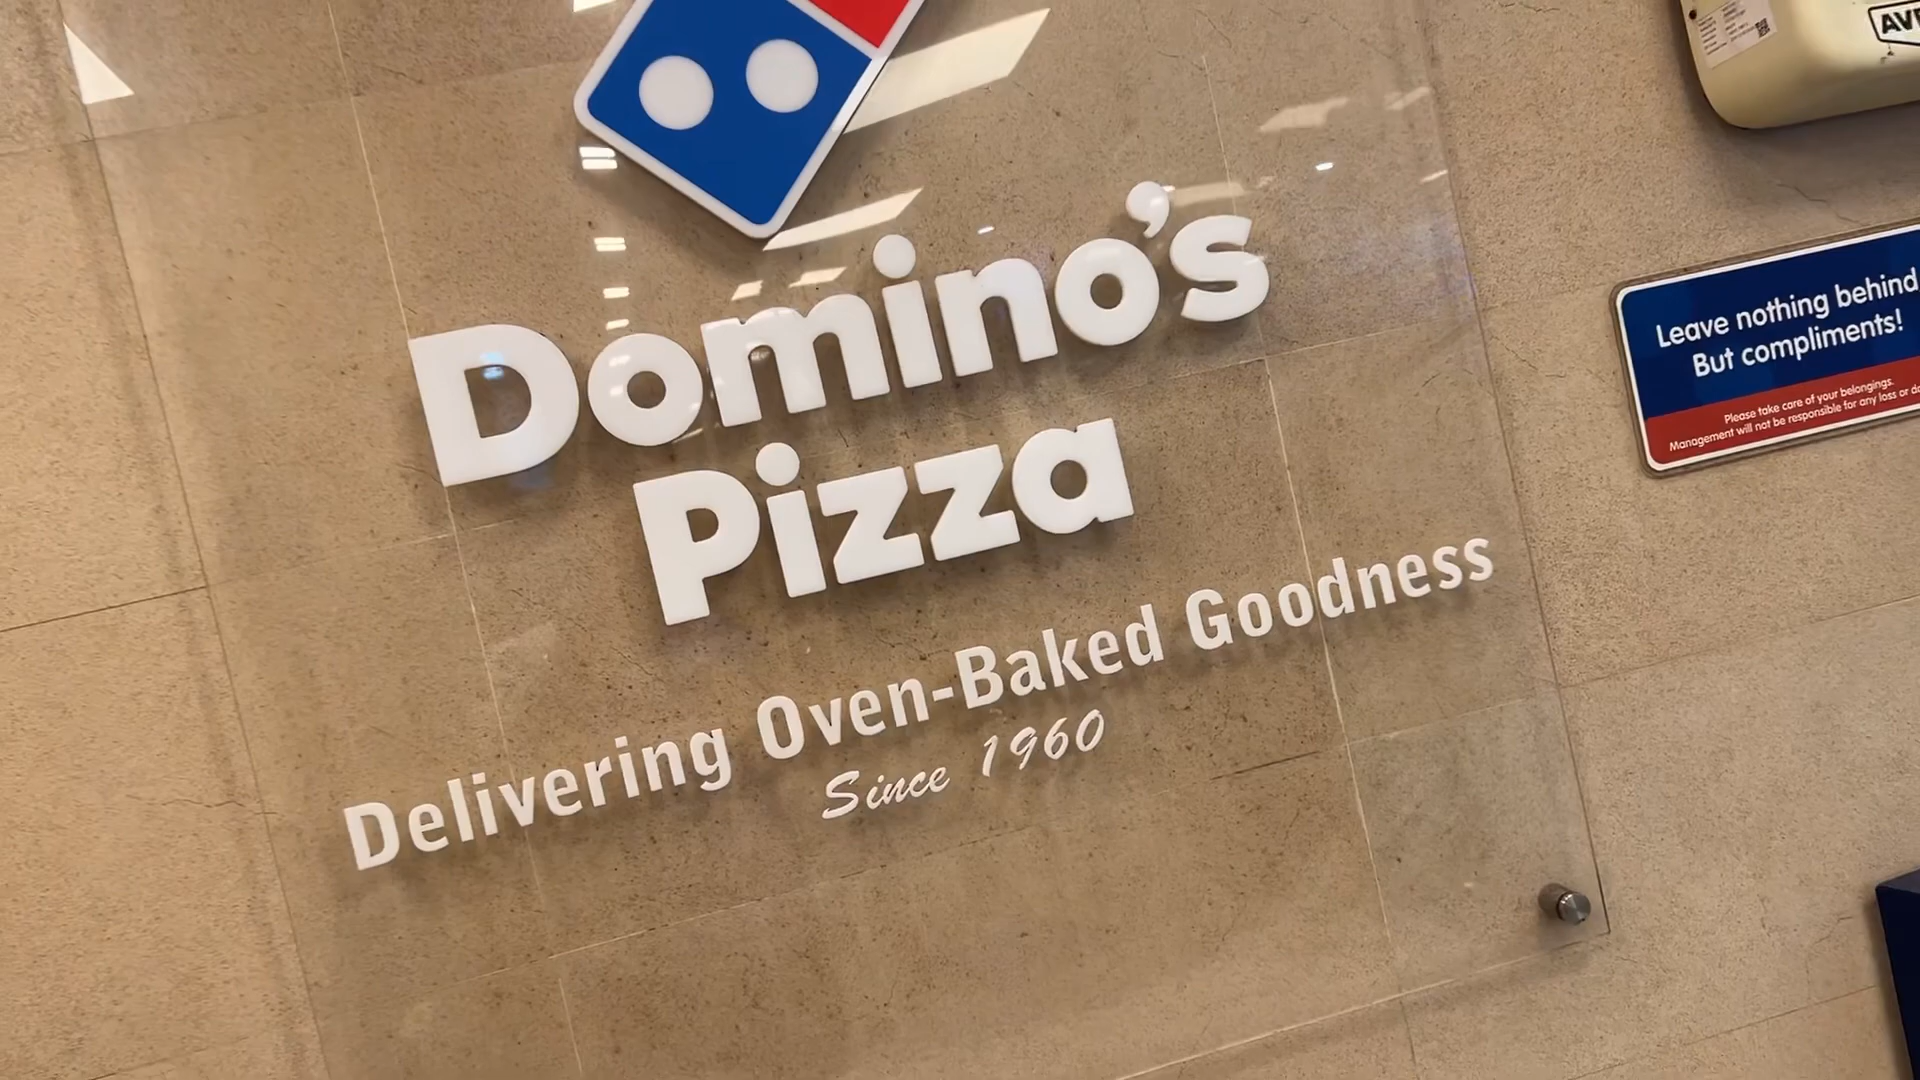 Domino's
Pizza
Delivering Oven-Baked Goodness
Since 1960
Leave nothing behind
But compliments!
Please take care of your belongings.
Management will not be responsible for any loss or